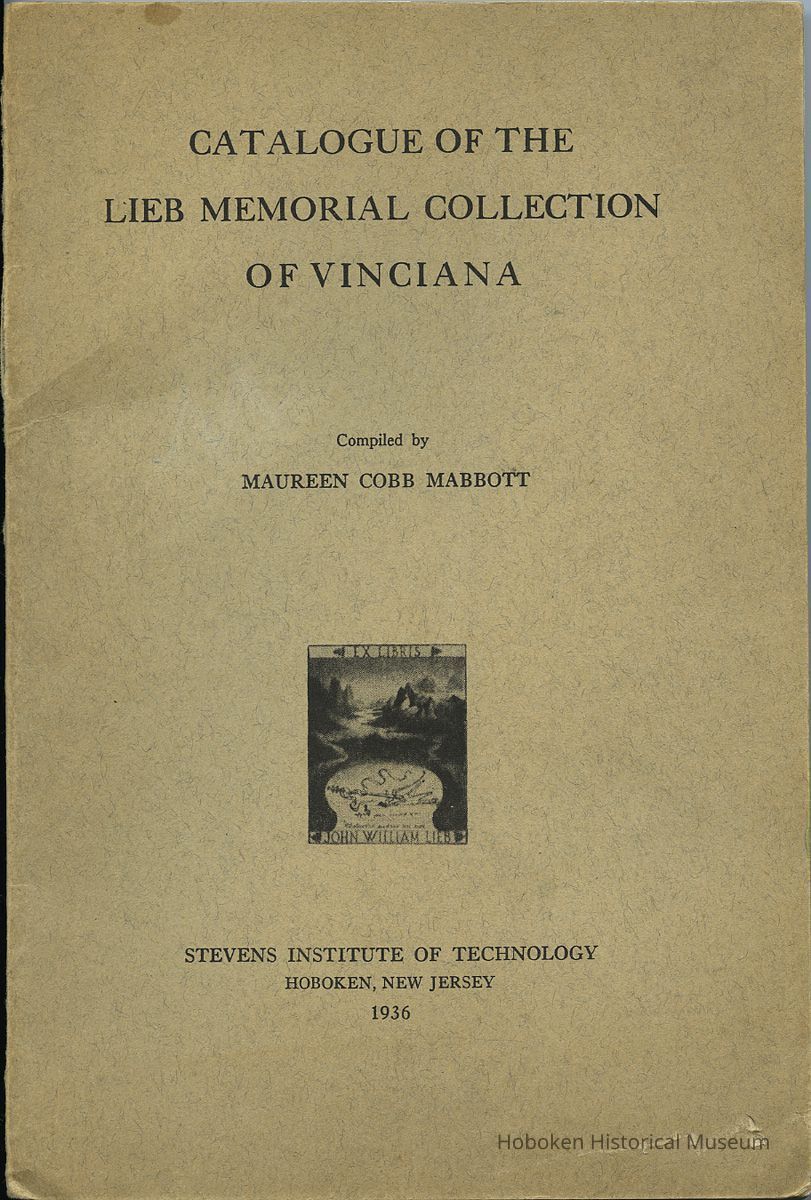 CATALOGUE OF THE
LIEB MEMORIAL COLLECTION
OF VINCIANA
Compiled by
MAUREEN COBB MABBOTT
EX LIBRIS
JOHN WILLIAM LIEB
STEVENS INSTITUTE OF TECHNOLOGY
HOBOKEN, NEW JERSEY
1936
Hoboken Historical Museum